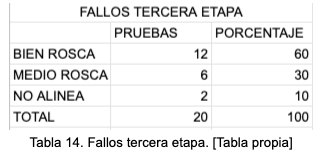 FALLOS TERCERA ETAPA
PRUEBAS PORCENTAJE
BIEN ROSCA 12 60
MEDIO ROSCA 6 30
NO ALINEA 2 10
TOTAL 20 100
Tabla 14. Fallos tercera etapa. [Tabla propia]